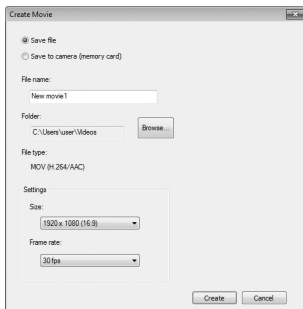 Create Movie
Save file
Save to camera (memory card)
File name:
New movie1
Folder:
C:\Users\user\Videos
Browse...
File type:
MOV (H.264/AAC)
Settings
Size:
1920 x 1080 (16:9)
Frame rate:
30 fps
Create Cancel